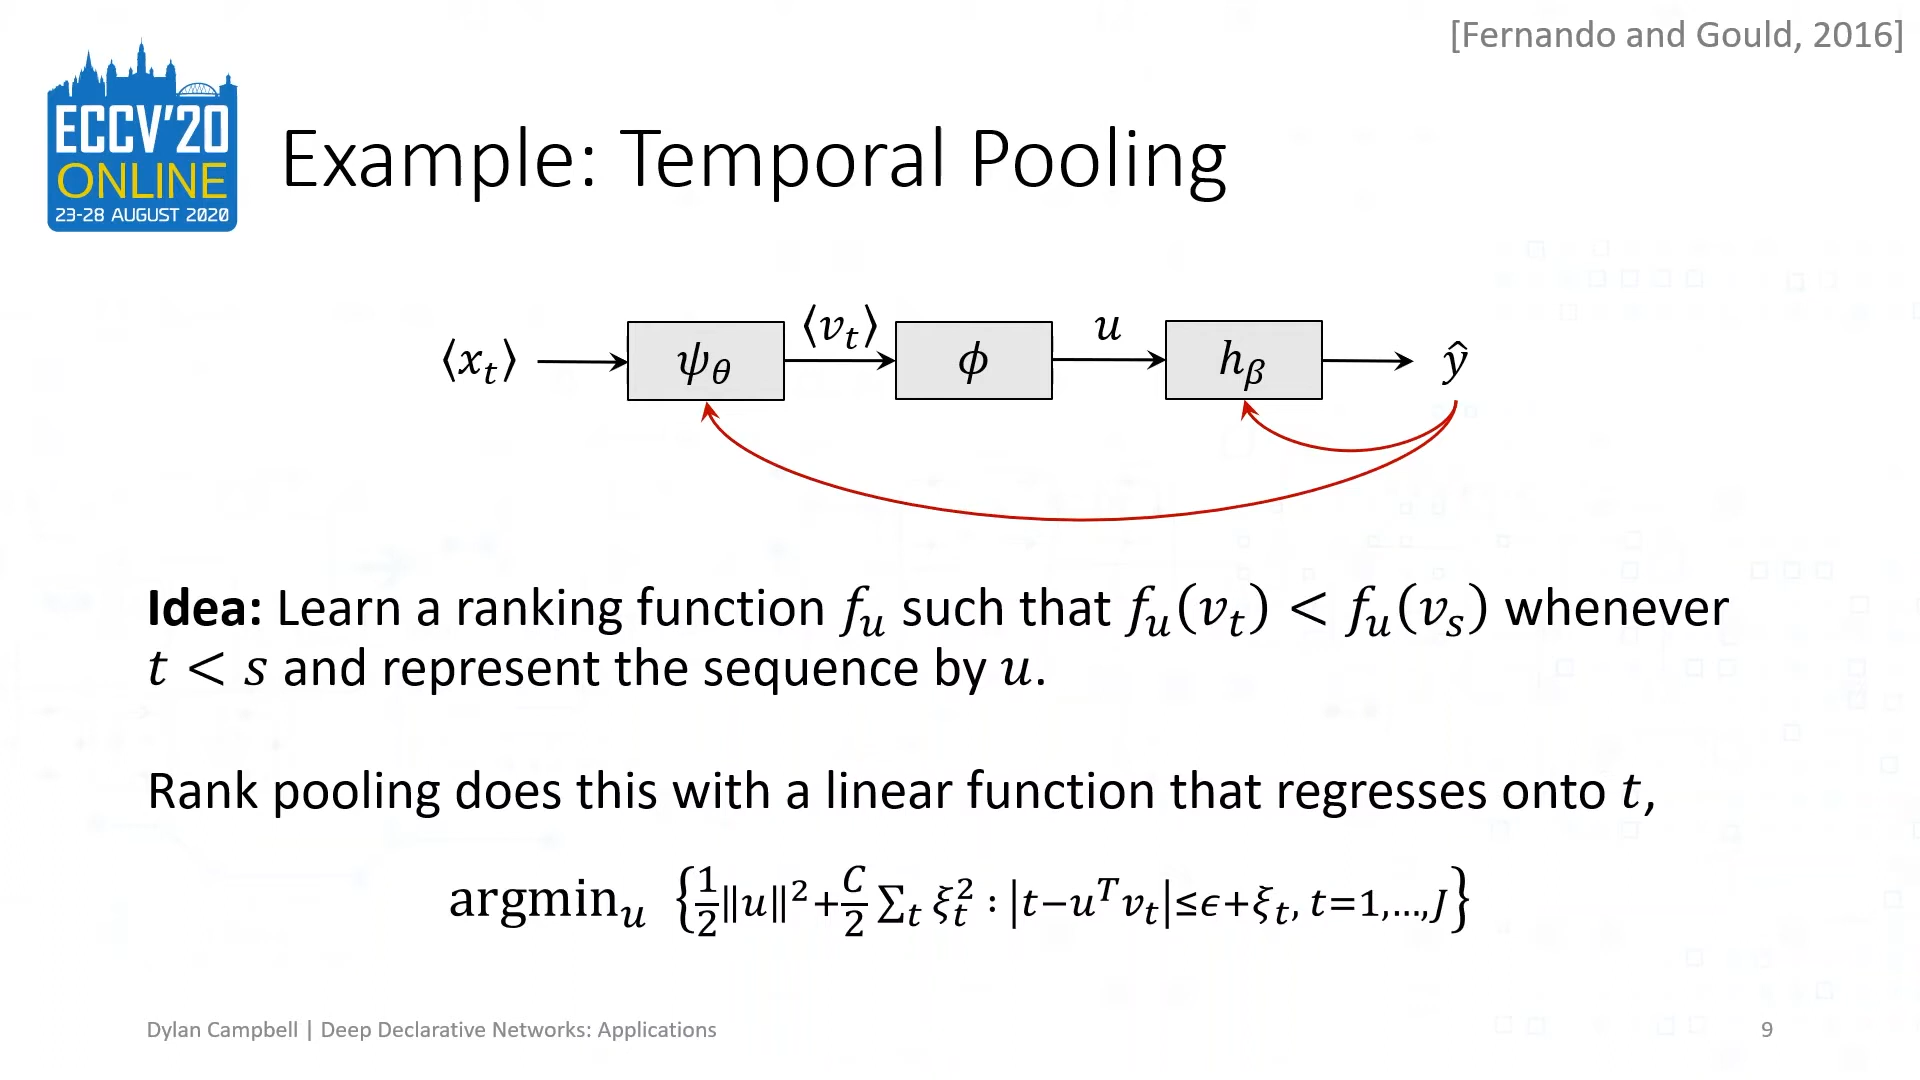 [Fernando and Gould, 2016]
ECCV'20
ONLINE
23-28 AUGUST 2020
Example: Temporal Pooling
⟨x_t⟩ ψ_θ ⟨v_t⟩ ϕ u h_β ŷ
Idea: Learn a ranking function f_u such that f_u(v_t) < f_u(v_s) whenever
t < s and represent the sequence by u.
Rank pooling does this with a linear function that regresses onto t,
argmin_u {1/2‖u‖²+C/2 ∑_t ξ_t² : |t−u^T v_t|≤ϵ+ξ_t, t=1,…,J}
Dylan Campbell | Deep Declarative Networks: Applications
9